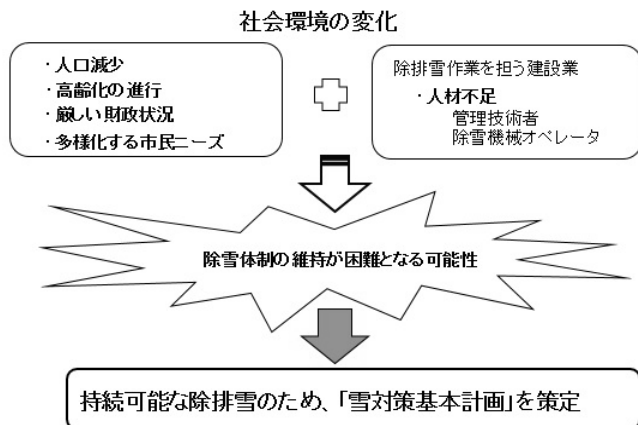 社会環境の変化
・人口減少
・高齢化の進行
・厳しい財政状況
・多様化する市民ニーズ
除排雪作業を担う建設業
・人材不足
管理技術者
除雪機械オペレータ
除雪体制の維持が困難となる可能性
持続可能な除排雪のため、「雪対策基本計画」を策定